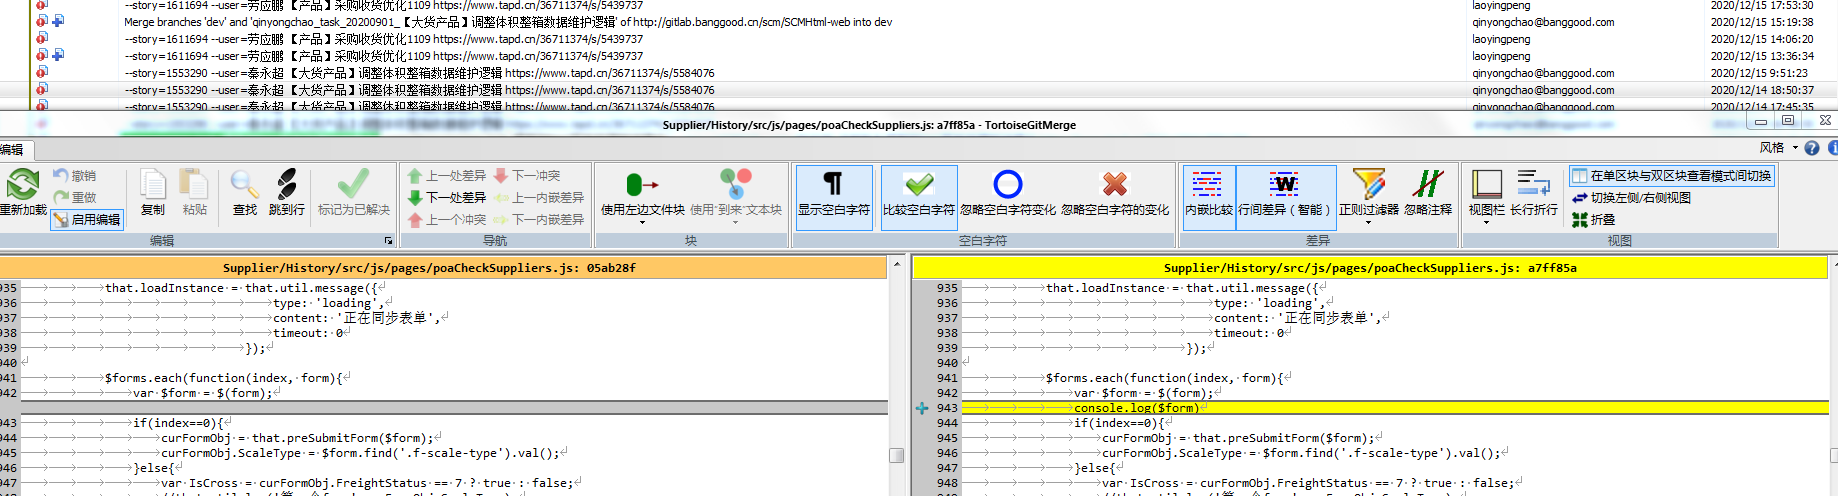 --story=1611694 --user=劳应鹏 【产品】采购收货优化1109 https://www.tapd.cn/36711374/s/5439737 laoyingpeng 2020/12/15 17:53:30
Merge branches 'dev' and 'qinyongchao_task_20200901_【大货产品】调整体积整箱数据维护逻辑' of http://gitlab.banggood.cn/scm/SCMHtml-web into dev qinyongchao@banggood.com 2020/12/15 15:19:38
--story=1611694 --user=劳应鹏 【产品】采购收货优化1109 https://www.tapd.cn/36711374/s/5439737 laoyingpeng 2020/12/15 14:06:20
--story=1611694 --user=劳应鹏 【产品】采购收货优化1109 https://www.tapd.cn/36711374/s/5439737 laoyingpeng 2020/12/15 13:36:34
--story=1553290 --user=秦永超 【大货产品】调整体积整箱数据维护逻辑 https://www.tapd.cn/36711374/s/5584076 qinyongchao@banggood.com 2020/12/15 9:51:23
--story=1553290 --user=秦永超 【大货产品】调整体积整箱数据维护逻辑 https://www.tapd.cn/36711374/s/5584076 qinyongchao@banggood.com 2020/12/14 18:50:37
--story=1553290 --user=秦永超 【大货产品】调整体积整箱数据维护逻辑 https://www.tapd.cn/36711374/s/5584076 qinyongchao@banggood.com 2020/12/14 17:45:35
Supplier/History/src/js/pages/poaCheckSuppliers.js: a7ff85a - TortoiseGitMerge
编辑 风格
重新加载 撤销 重做 启用编辑 复制 粘贴 查找 跳到行 标记为已解决
上一处差异 下一处差异 上一个冲突 下一冲突 上一内嵌差异 下一内嵌差异
使用左边文件块 使用"到来"文本块
显示空白字符 比较空白字符 忽略空白字符变化 忽略空白字符的变化
内嵌比较 行间差异（智能） 正则过滤器 忽略注释
视图栏 长行折行 在单区块与双区块查看模式间切换 切换左侧/右侧视图 折叠
编辑 导航 块 空白字符 差异 视图
Supplier/History/src/js/pages/poaCheckSuppliers.js: 05ab28f
935 that.loadInstance = that.util.message({
936 type: 'loading',
937 content: '正在同步表单',
938 timeout: 0
939 });
940
941 $forms.each(function(index, form){
942 var $form = $(form);
943 if(index==0){
944 curFormObj = that.preSubmitForm($form);
945 curFormObj.ScaleType = $form.find('.f-scale-type').val();
946 }else{
947 var IsCross = curFormObj.FreightStatus == 7 ? true : false;
Supplier/History/src/js/pages/poaCheckSuppliers.js: a7ff85a
935 that.loadInstance = that.util.message({
936 type: 'loading',
937 content: '正在同步表单',
938 timeout: 0
939 });
940
941 $forms.each(function(index, form){
942 var $form = $(form);
943 console.log($form)
944 if(index==0){
945 curFormObj = that.preSubmitForm($form);
946 curFormObj.ScaleType = $form.find('.f-scale-type').val();
947 }else{
948 var IsCross = curFormObj.FreightStatus == 7 ? true : false;